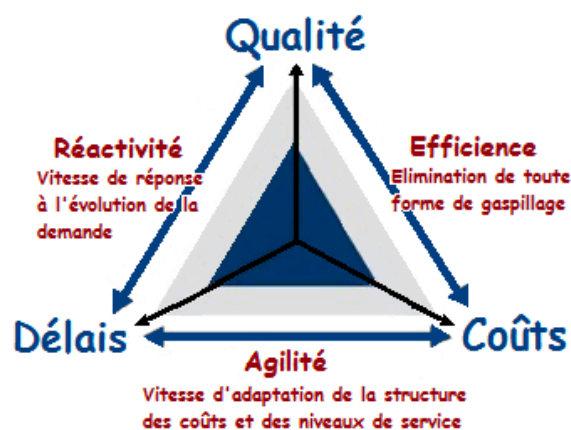 Qualité
Réactivité
Vitesse de réponse
à l'évolution de la
demande
Efficience
Elimination de toute
forme de gaspillage
Délais
Coûts
Agilité
Vitesse d'adaptation de la structure
des coûts et des niveaux de service